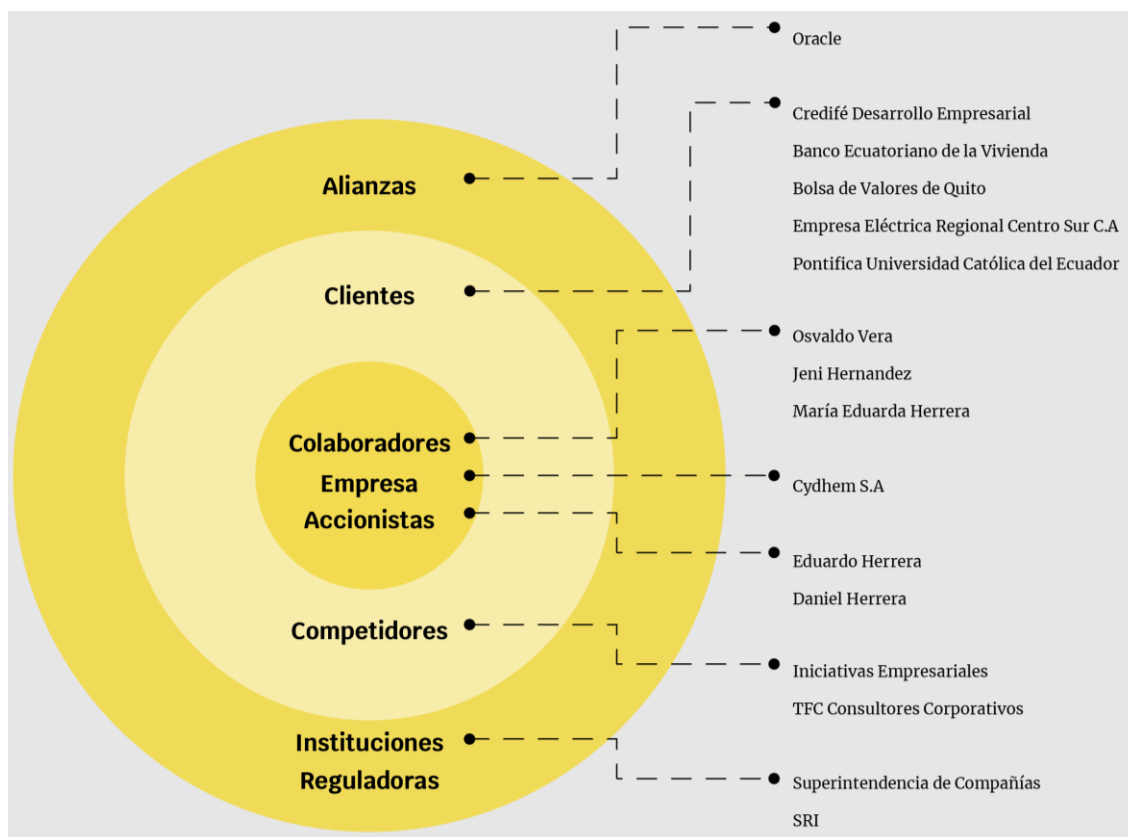 Alianzas
Oracle
Clientes
Credifé Desarrollo Empresarial
Banco Ecuatoriano de la Vivienda
Bolsa de Valores de Quito
Empresa Eléctrica Regional Centro Sur C.A
Pontifica Universidad Católica del Ecuador
Colaboradores
Osvaldo Vera
Jeni Hernandez
María Eduarda Herrera
Empresa
Cydhem S.A
Accionistas
Eduardo Herrera
Daniel Herrera
Competidores
Iniciativas Empresariales
TFC Consultores Corporativos
Instituciones
Reguladoras
Superintendencia de Compañías
SRI